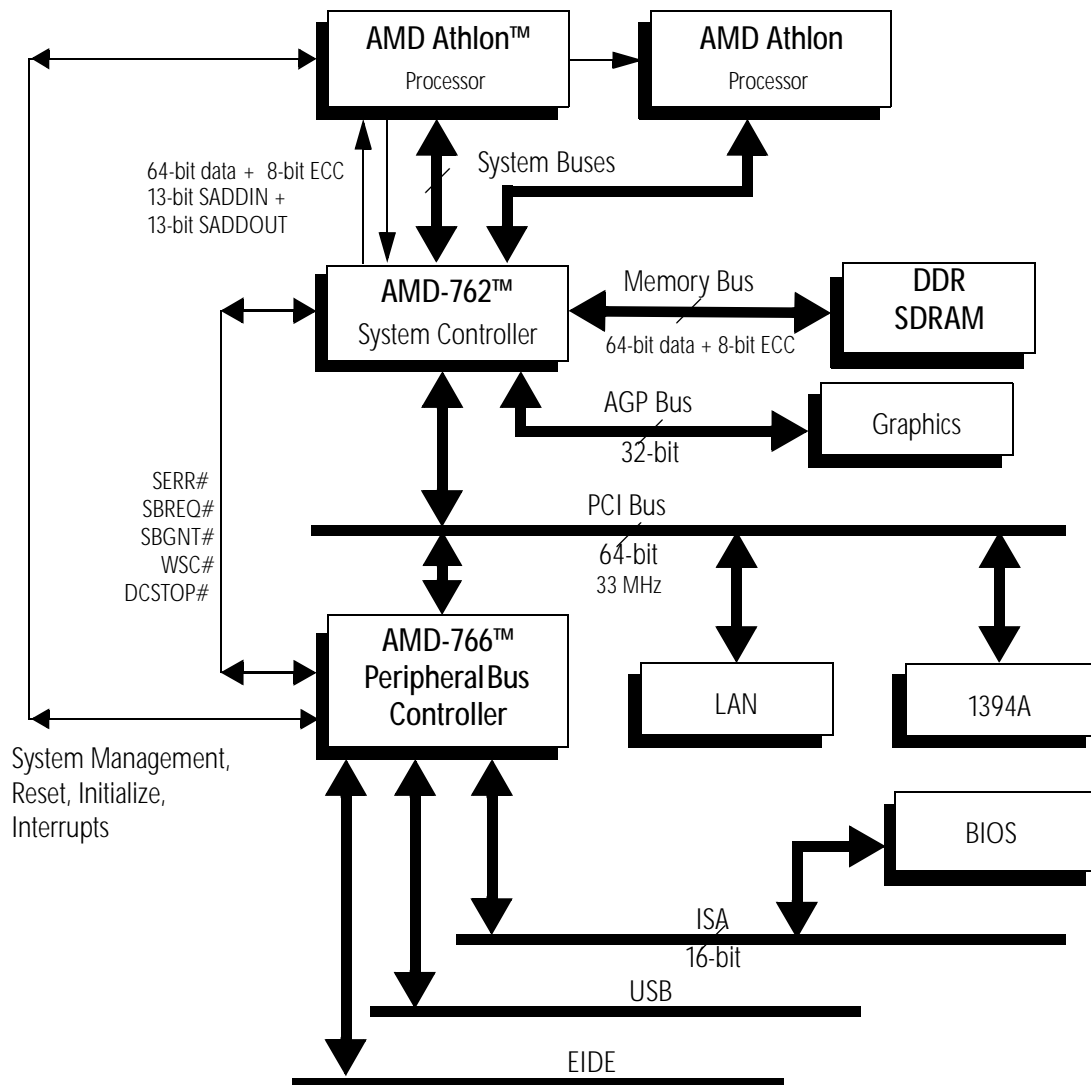 AMD Athlon™
Processor
AMD Athlon
Processor
64-bit data + 8-bit ECC
13-bit SADDIN +
13-bit SADDOUT
System Buses
AMD-762™
System Controller
Memory Bus
64-bit data + 8-bit ECC
DDR
SDRAM
AGP Bus
32-bit
Graphics
SERR#
SBREQ#
SBGNT#
WSC#
DCSTOP#
PCI Bus
64-bit
33 MHz
AMD-766™
Peripheral Bus
Controller
LAN
1394A
System Management,
Reset, Initialize,
Interrupts
BIOS
ISA
16-bit
USB
EIDE